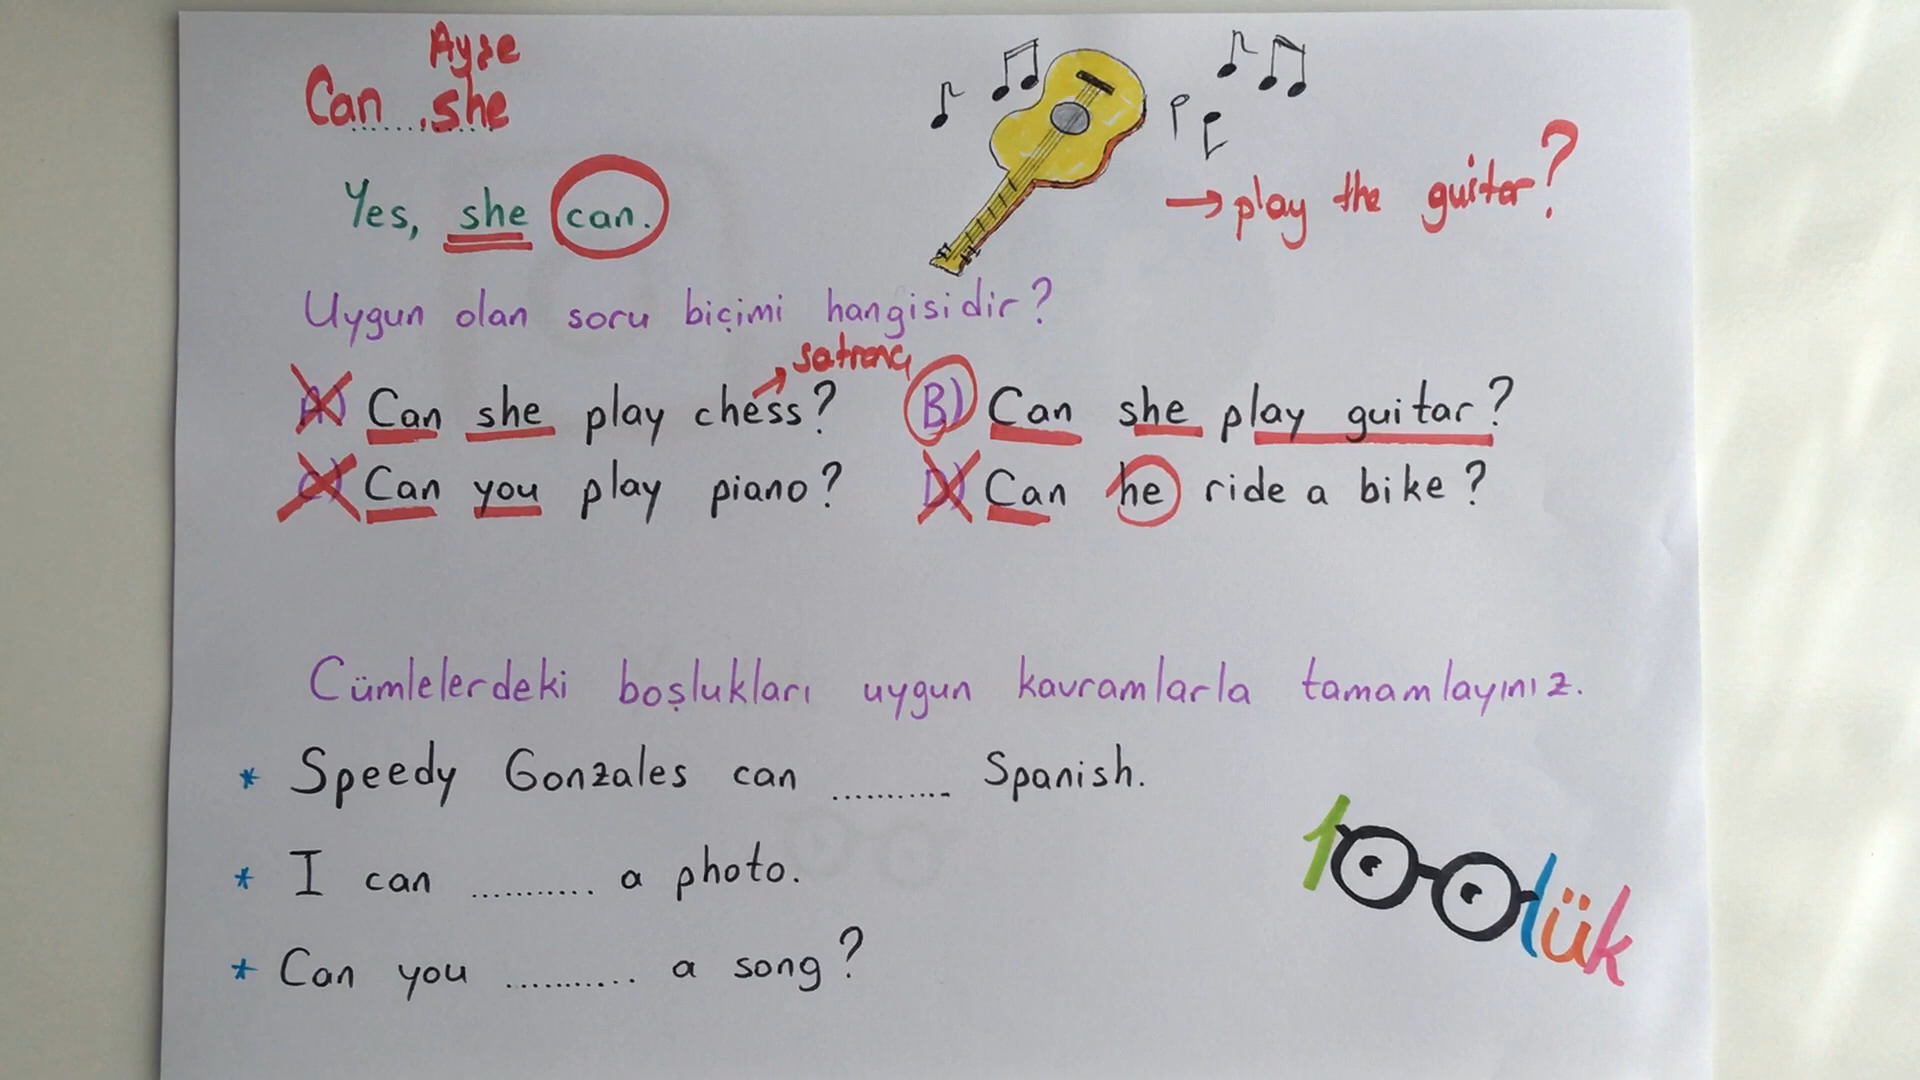 Ayşe
Can ........ she
Yes, she can.
→ play the guitar?
Uygun olan soru biçimi hangisidir?
satranç
A) Can she play chess? B) Can she play guitar?
C) Can you play piano? D) Can he ride a bike?
Cümlelerdeki boşlukları uygun kavramlarla tamamlayınız.
* Speedy Gonzales can ........... Spanish.
* I can ........... a photo.
* Can you ........... a song?
100lük